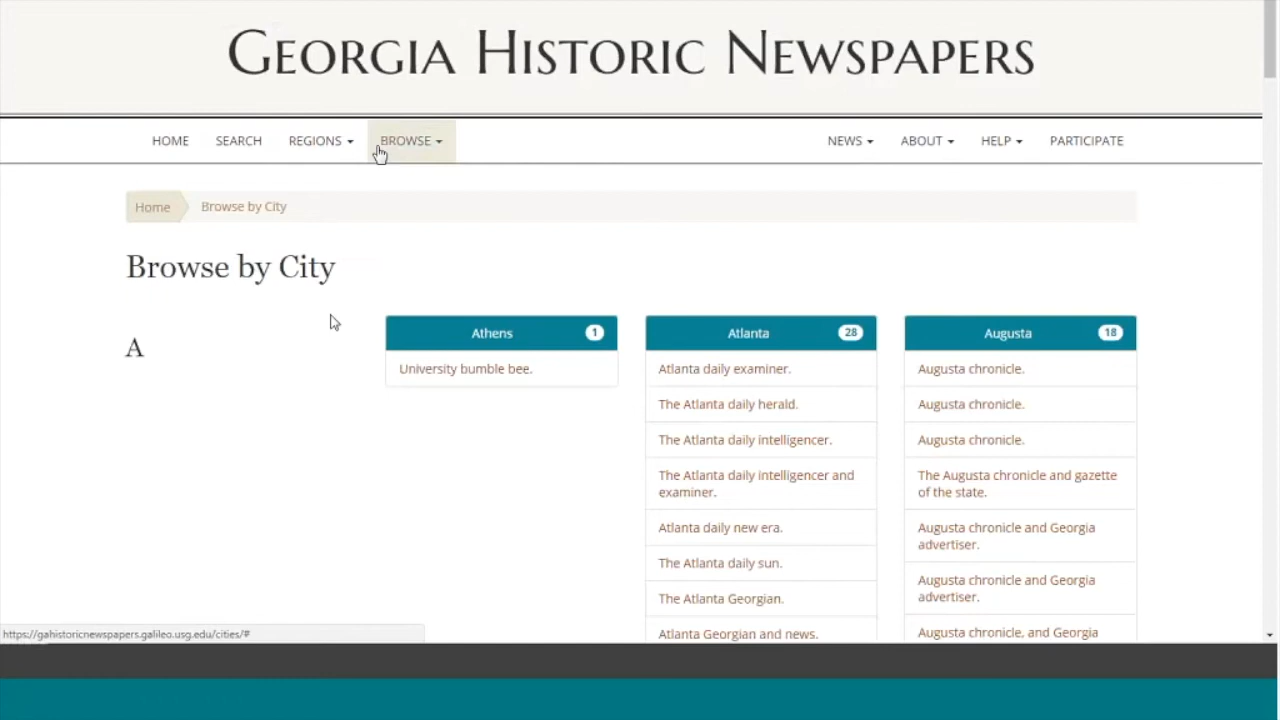 GEORGIA HISTORIC NEWSPAPERS
HOME SEARCH REGIONS BROWSE NEWS ABOUT HELP PARTICIPATE
Home Browse by City
Browse by City
A
Athens 1
University bumble bee.
Atlanta 28
Atlanta daily examiner.
The Atlanta daily herald.
The Atlanta daily intelligencer.
The Atlanta daily intelligencer and
examiner.
Atlanta daily new era.
The Atlanta daily sun.
The Atlanta Georgian.
Atlanta Georgian and news.
Augusta 18
Augusta chronicle.
Augusta chronicle.
Augusta chronicle.
The Augusta chronicle and gazette
of the state.
Augusta chronicle and Georgia
advertiser.
Augusta chronicle and Georgia
advertiser.
Augusta chronicle, and Georgia
https://gahistoricnewspapers.galileo.usg.edu/cities/#